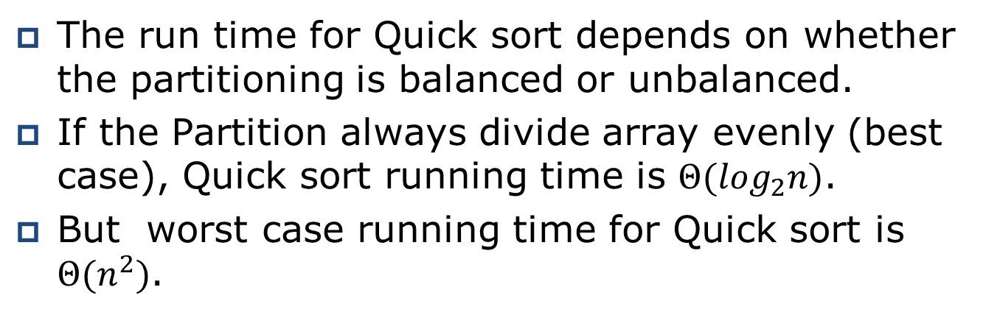 The run time for Quick sort depends on whether
the partitioning is balanced or unbalanced.
If the Partition always divide array evenly (best
case), Quick sort running time is Θ(log₂n).
But worst case running time for Quick sort is
Θ(n²).